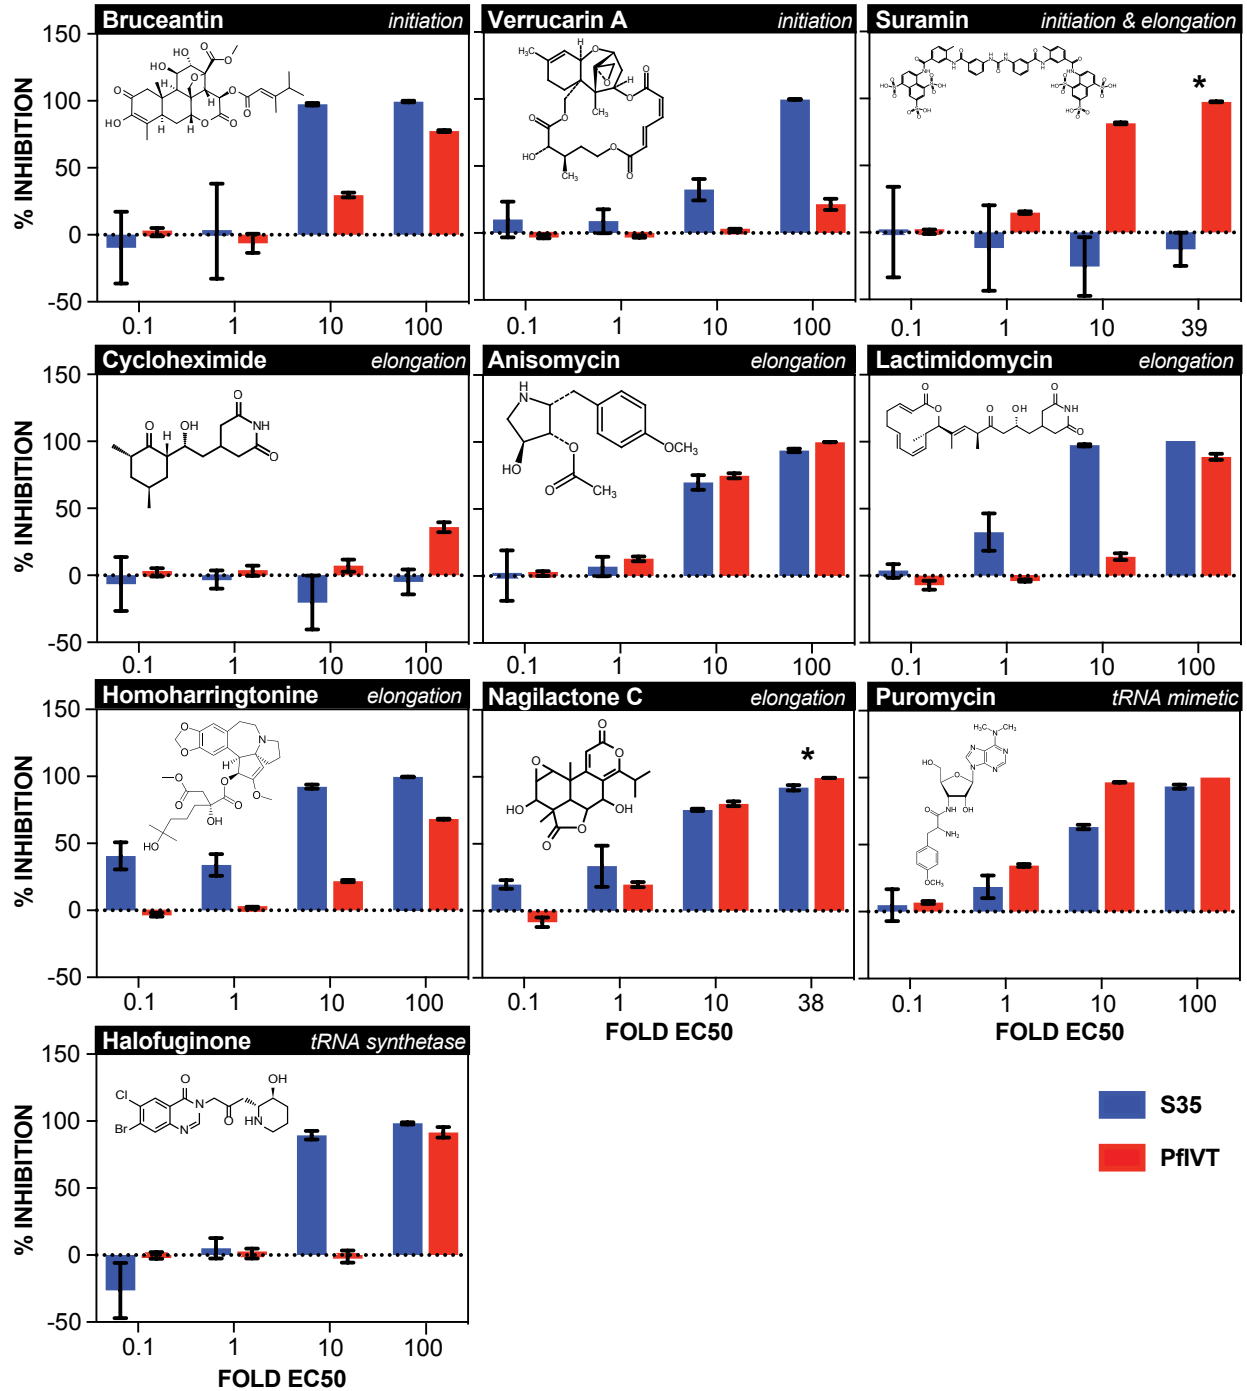 Bruceantin initiation
Verrucarin A initiation
Suramin initiation & elongation
% INHIBITION
150
100
50
0
-50
0.1 1 10 100
0.1 1 10 100
*
0.1 1 10 39
Cycloheximide elongation
Anisomycin elongation
Lactimidomycin elongation
% INHIBITION
150
100
50
0
-50
0.1 1 10 100
0.1 1 10 100
0.1 1 10 100
Homoharringtonine elongation
Nagilactone C elongation
Puromycin tRNA mimetic
% INHIBITION
150
100
50
0
-50
0.1 1 10 100
*
0.1 1 10 38
0.1 1 10 100
FOLD EC50
FOLD EC50
Halofuginone tRNA synthetase
% INHIBITION
150
100
50
0
-50
0.1 1 10 100
FOLD EC50
S35
PfIVT